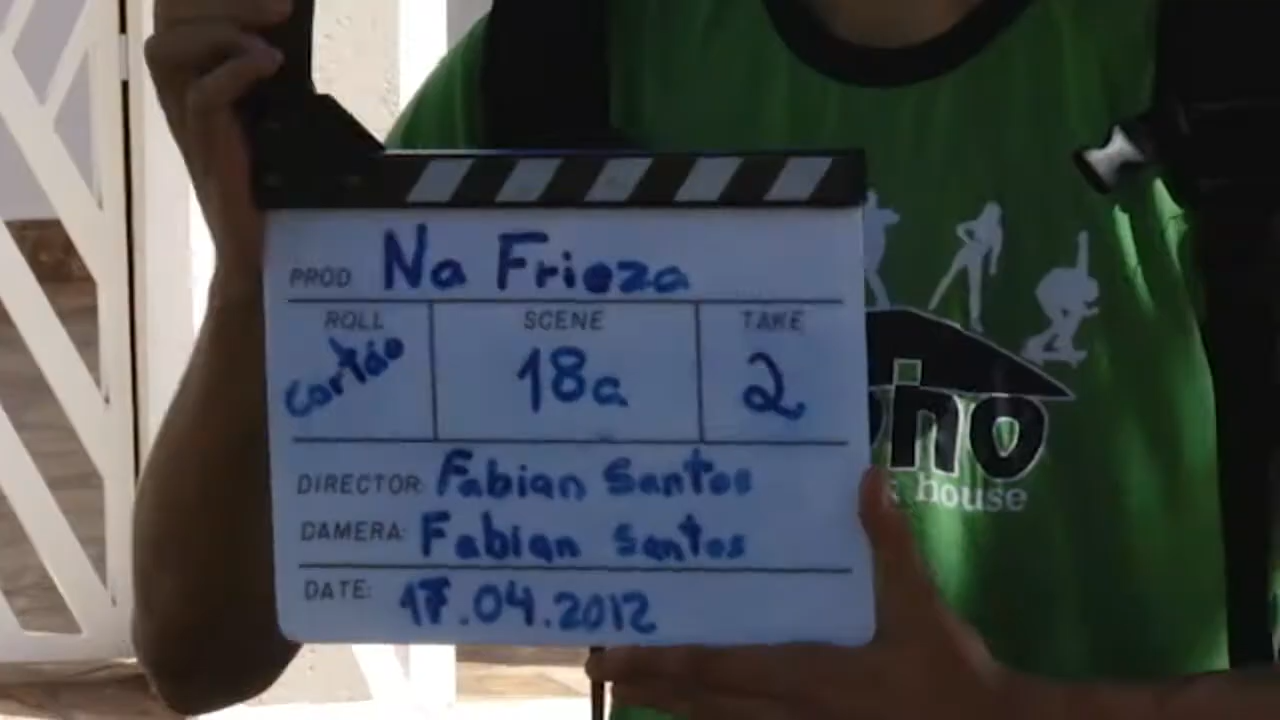 PROD Na Frieza
ROLL SCENE TAKE
Cartão 18a 2
DIRECTOR: Fabian Santos
DAMERA: Fabian Santos
DATE: 17.04.2012
house